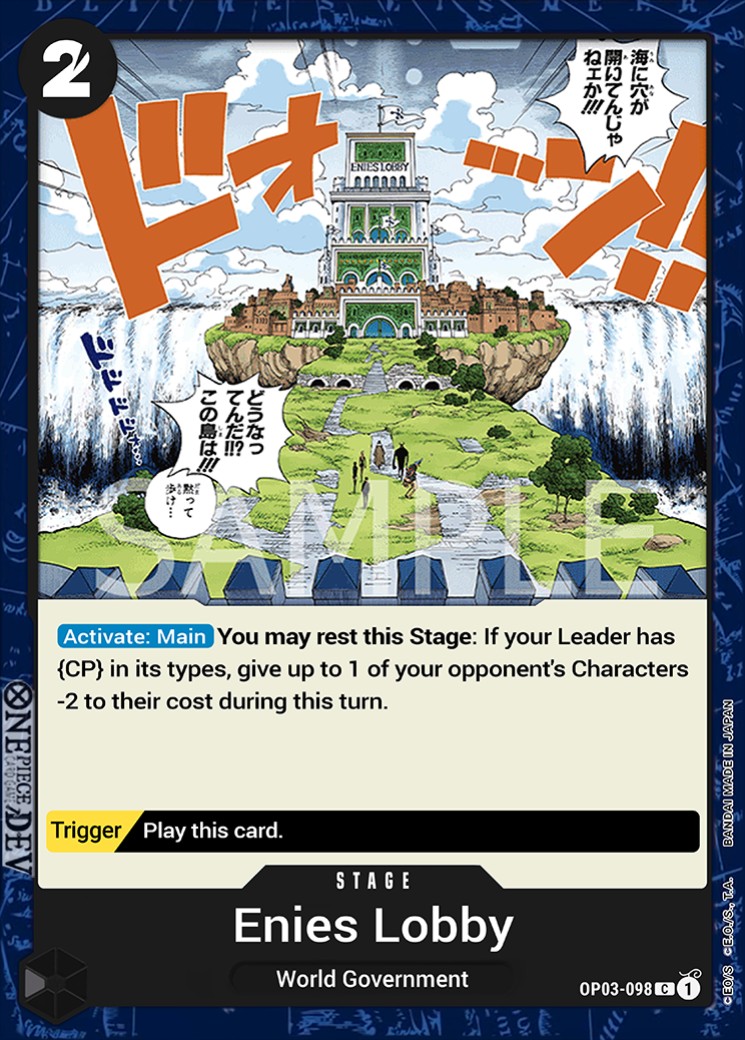 2
海に穴が
開いてんじゃ
ねェか!!!
ドォ…ン!!
ENIES LOBBY
ドドドドド…
どうなっ
てんだ!!?
この島は!!!
黙って
歩け…
SAMPLE
Activate: Main You may rest this Stage: If your Leader has
{CP} in its types, give up to 1 of your opponent's Characters
-2 to their cost during this turn.
Trigger Play this card.
STAGE
Enies Lobby
World Government
OP03-098 C 1
ONE PIECE CARD GAME /DEV
©EO/S ©E.O./S., T.A. BANDAI MADE IN JAPAN